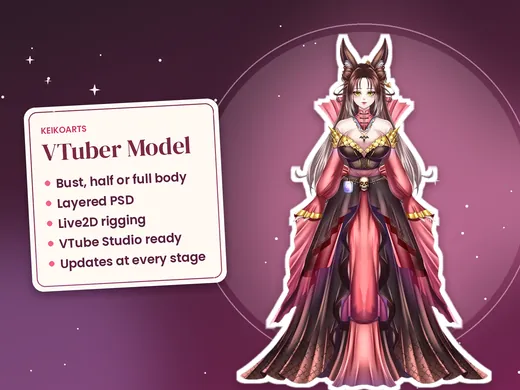 KEIKOARTS
VTuber Model
Bust, half or full body
Layered PSD
Live2D rigging
VTube Studio ready
Updates at every stage